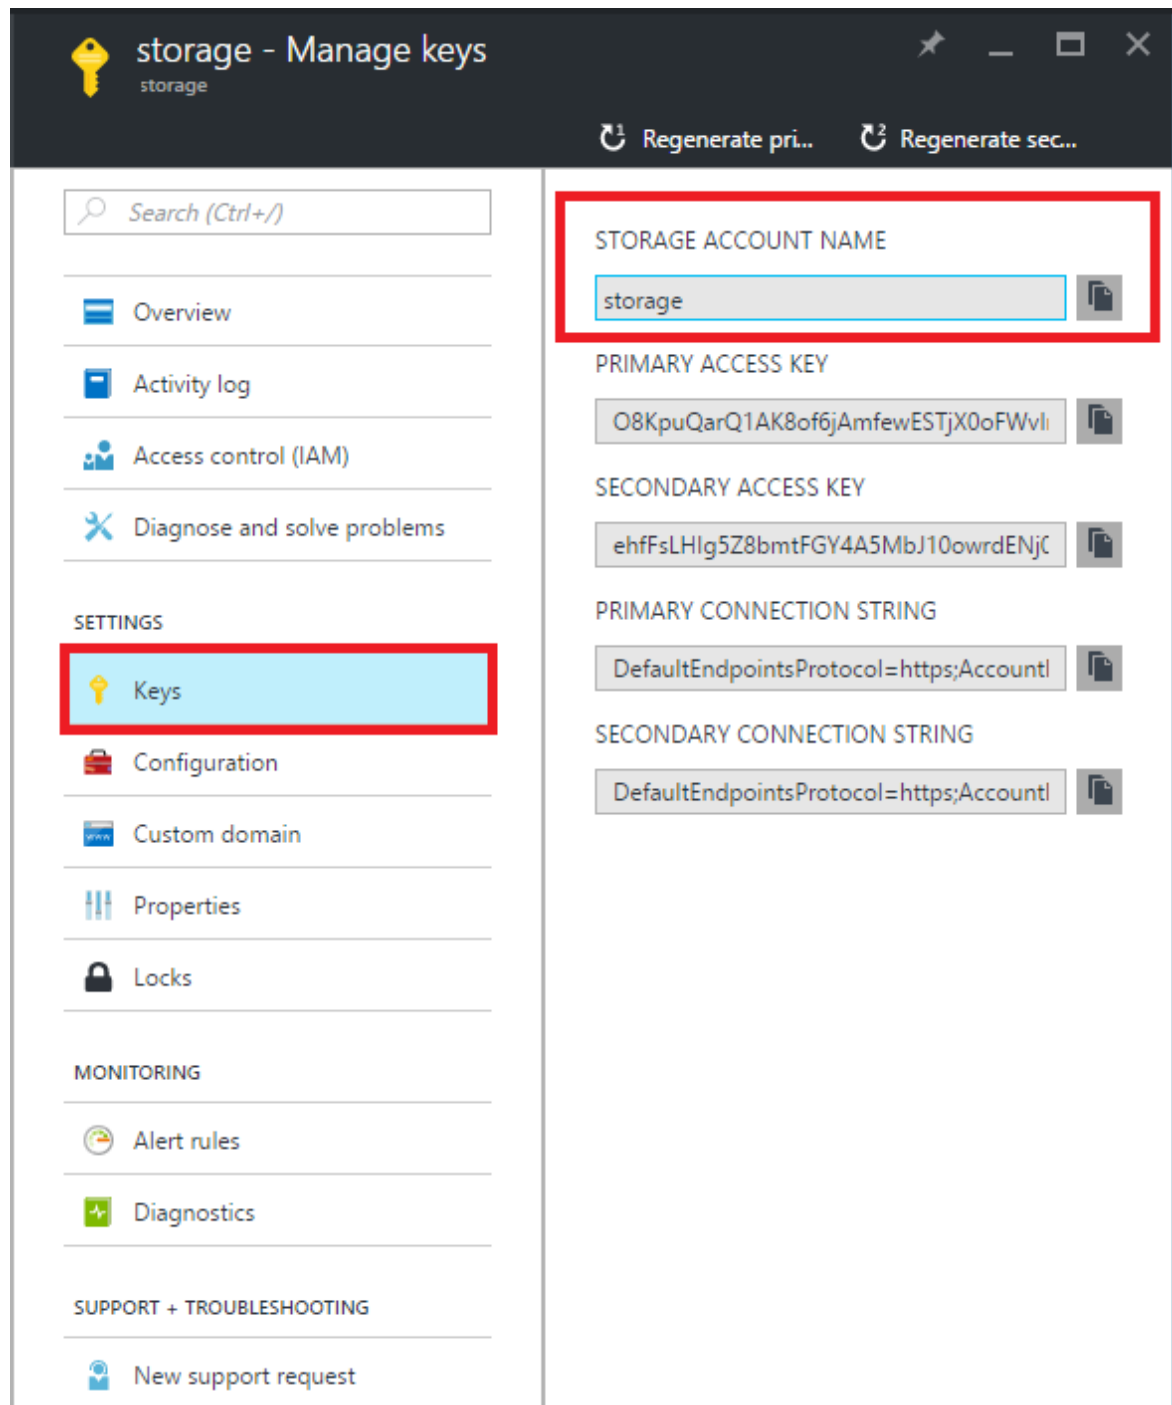 storage - Manage keys
storage
1 Regenerate pri...
2 Regenerate sec...
Search (Ctrl+/)
Overview
Activity log
Access control (IAM)
Diagnose and solve problems
SETTINGS
Keys
Configuration
www
Custom domain
Properties
Locks
MONITORING
Alert rules
Diagnostics
SUPPORT + TROUBLESHOOTING
New support request
STORAGE ACCOUNT NAME
storage
PRIMARY ACCESS KEY
SECONDARY ACCESS KEY
PRIMARY CONNECTION STRING
DefaultEndpointsProtocol=https;Account
SECONDARY CONNECTION STRING
DefaultEndpointsProtocol=https;Account